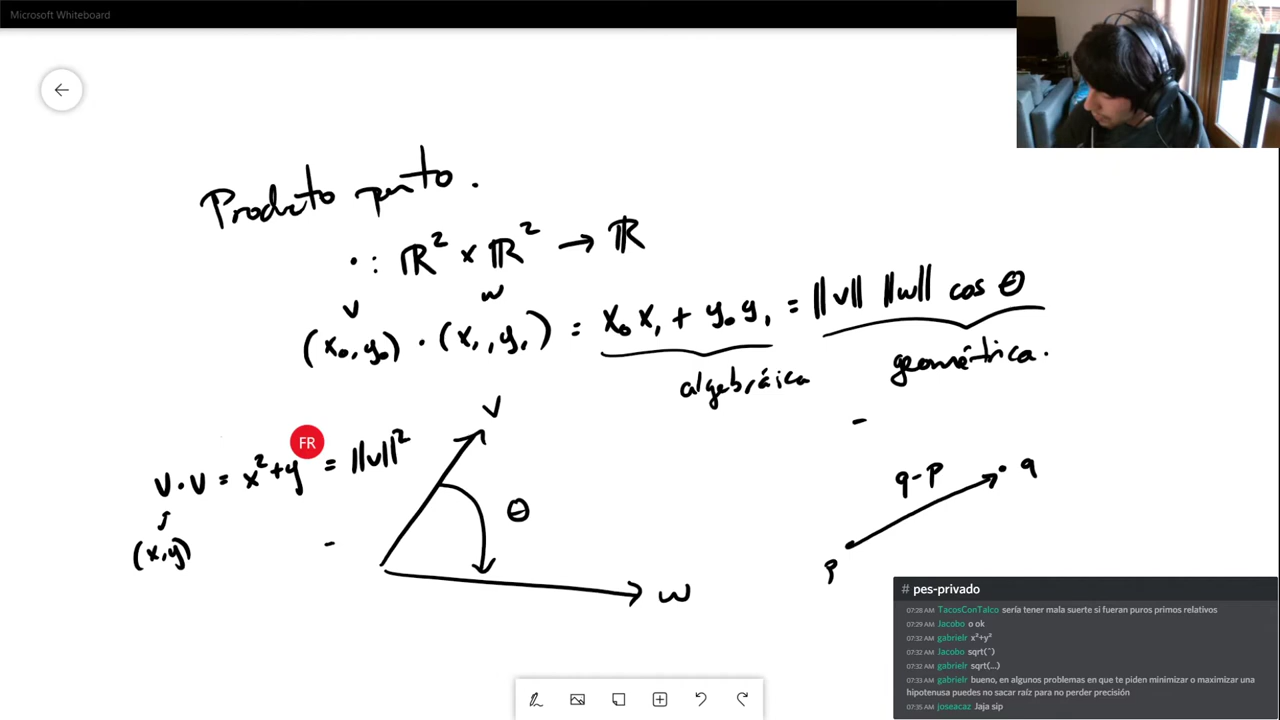 Microsoft Whiteboard
Producto punto.
· : ℝ² × ℝ² → ℝ
v w
(x₀, y₀) · (x₁, y₁) = x₀x₁ + y₀y₁ = ||v|| ||w|| cos θ
algebráica geométrica.
v
FR
v·v = x²+y = ||v||²
(x,y)
θ
w
q-p
q
p
# pes-privado
07:28 AM TacosConTalco sería tener mala suerte si fueran puros primos relativos
07:29 AM Jacobo o ok
07:32 AM gabrielr x²+y²
07:32 AM Jacobo sqrt(^)
07:32 AM gabrielr sqrt(...)
07:33 AM gabrielr bueno, en algunos problemas en que te piden minimizar o maximizar una
hipotenusa puedes no sacar raíz para no perder precisión
07:35 AM joseacaz Jaja sip